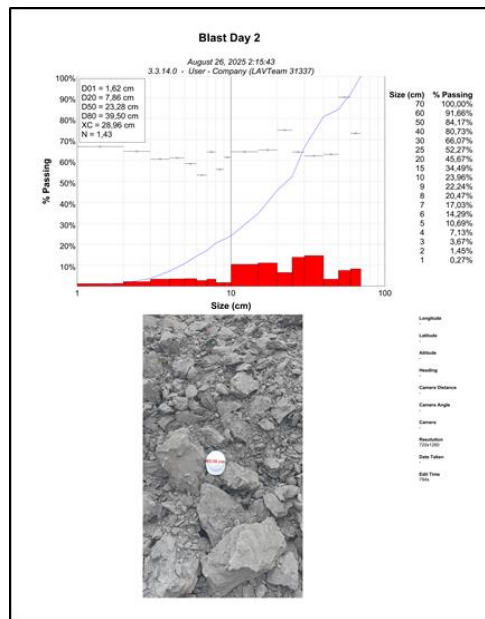 Blast Day 2
August 26, 2025 2:15:43
3.3.14.0 - User - Company (LAVTeam 31337)
D01 = 1,62 cm
D20 = 7,86 cm
D50 = 23,28 cm
D80 = 39,50 cm
XC = 28,96 cm
N = 1,43
100%
90%
80%
70%
60%
50%
40%
30%
20%
10%
% Passing
1 10 100
Size (cm)
Size (cm) % Passing
70 100,00%
60 91,66%
50 84,17%
40 80,73%
30 66,07%
25 52,27%
20 45,67%
15 34,49%
10 23,96%
9 22,24%
8 20,47%
7 17,03%
6 14,29%
5 10,69%
4 7,13%
3 3,67%
2 1,45%
1 0,27%
Longitude
-
Latitude
-
Altitude
-
Heading
-
Camera Distance
-
Camera Angle
-
Camera
-
Resolution
720x1280
Date Taken
-
Edit Time
794s